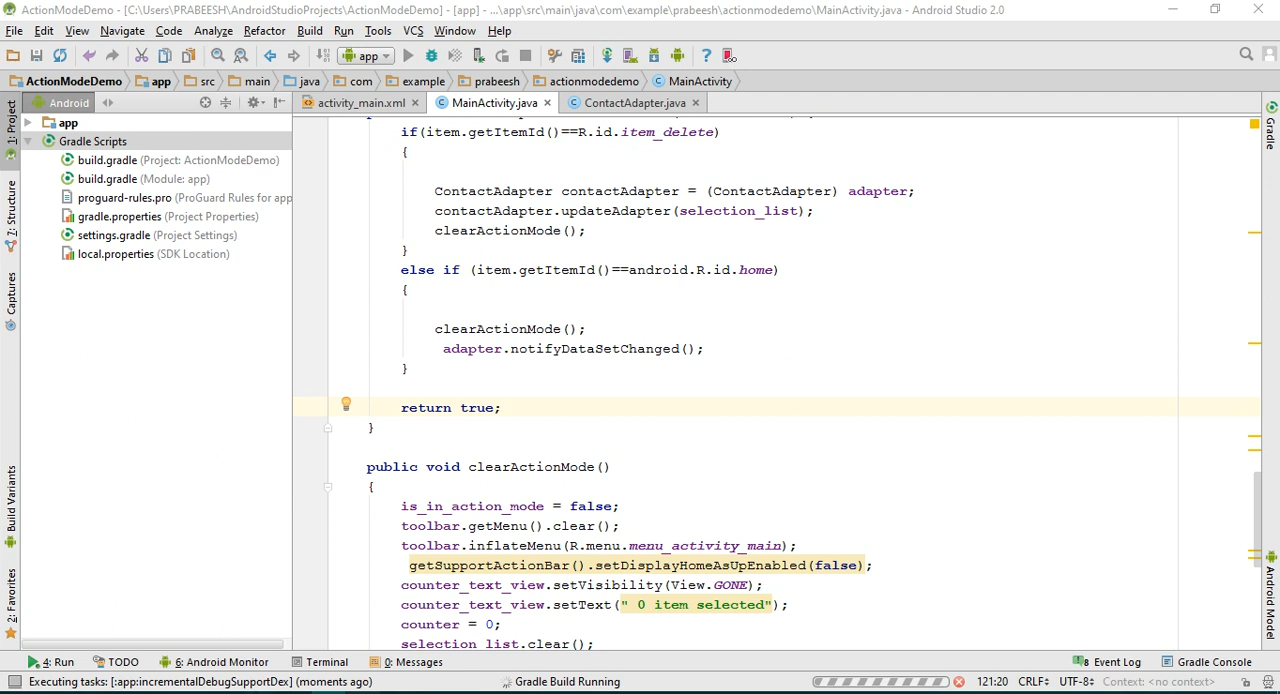 ActionModeDemo - [C:\Users\PRABEESH\AndroidStudioProjects\ActionModeDemo] - [app] - ...\app\src\main\java\com\example\prabeesh\actionmodedemo\MainActivity.java - Android Studio 2.0
File Edit View Navigate Code Analyze Refactor Build Run Tools VCS Window Help
app
ActionModeDemo app src main java com example prabeesh actionmodedemo MainActivity
Android
activity_main.xml MainActivity.java ContactAdapter.java
app
Gradle Scripts
build.gradle (Project: ActionModeDemo)
build.gradle (Module: app)
proguard-rules.pro (ProGuard Rules for app
gradle.properties (Project Properties)
settings.gradle (Project Settings)
local.properties (SDK Location)
1: Project
2: Structure
Captures
Build Variants
2: Favorites
if(item.getItemId()==R.id.item_delete)
{
ContactAdapter contactAdapter = (ContactAdapter) adapter;
contactAdapter.updateAdapter(selection_list);
clearActionMode();
}
else if (item.getItemId()==android.R.id.home)
{
clearActionMode();
adapter.notifyDataSetChanged();
}
return true;
}
public void clearActionMode()
{
is_in_action_mode = false;
toolbar.getMenu().clear();
toolbar.inflateMenu(R.menu.menu_activity_main);
getSupportActionBar().setDisplayHomeAsUpEnabled(false);
counter_text_view.setVisibility(View.GONE);
counter_text_view.setText(" 0 item selected");
counter = 0;
selection_list.clear();
Gradle
Android Model
4: Run TODO 6: Android Monitor Terminal 0: Messages 8 Event Log Gradle Console
Executing tasks: [:app:incrementalDebugSupportDex] (moments ago) Gradle Build Running 121:20 CRLF÷ UTF-8÷ Context: <no context>